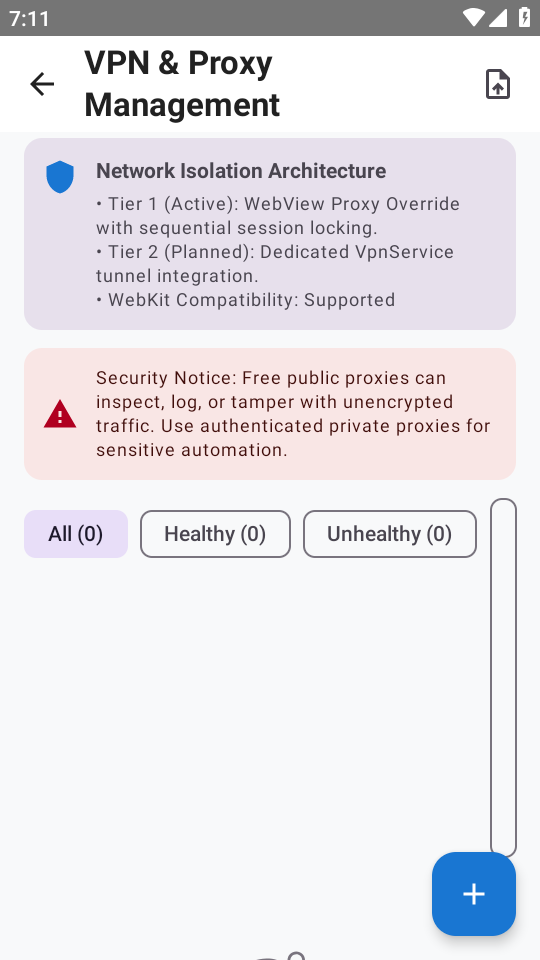 7:11
VPN & Proxy
Management
Network Isolation Architecture
• Tier 1 (Active): WebView Proxy Override
with sequential session locking.
• Tier 2 (Planned): Dedicated VpnService
tunnel integration.
• WebKit Compatibility: Supported
Security Notice: Free public proxies can
inspect, log, or tamper with unencrypted
traffic. Use authenticated private proxies for
sensitive automation.
All (0)
Healthy (0)
Unhealthy (0)